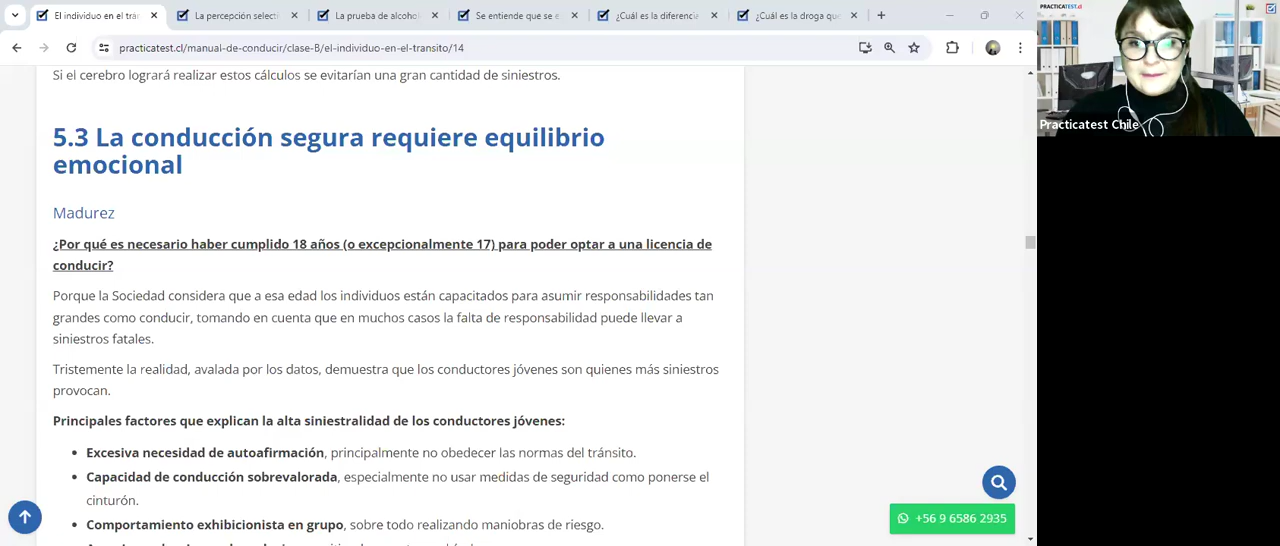 El individuo en el trán
La percepción selecti
La prueba de alcohol
Se entiende que se e
¿Cuál es la diferencie
¿Cuál es la droga que
practicatest.cl/manual-de-conducir/clase-B/el-individuo-en-el-transito/14
PRACTICATEST.cl
Si el cerebro logrará realizar estos cálculos se evitarían una gran cantidad de siniestros.
Practicatest Chile
5.3 La conducción segura requiere equilibrio
emocional
Madurez
¿Por qué es necesario haber cumplido 18 años (o excepcionalmente 17) para poder optar a una licencia de
conducir?
Porque la Sociedad considera que a esa edad los individuos están capacitados para asumir responsabilidades tan
grandes como conducir, tomando en cuenta que en muchos casos la falta de responsabilidad puede llevar a
siniestros fatales.
Tristemente la realidad, avalada por los datos, demuestra que los conductores jóvenes son quienes más siniestros
provocan.
Principales factores que explican la alta siniestralidad de los conductores jóvenes:
• Excesiva necesidad de autoafirmación, principalmente no obedecer las normas del tránsito.
• Capacidad de conducción sobrevalorada, especialmente no usar medidas de seguridad como ponerse el
cinturón.
• Comportamiento exhibicionista en grupo, sobre todo realizando maniobras de riesgo.
+56 9 6586 2935